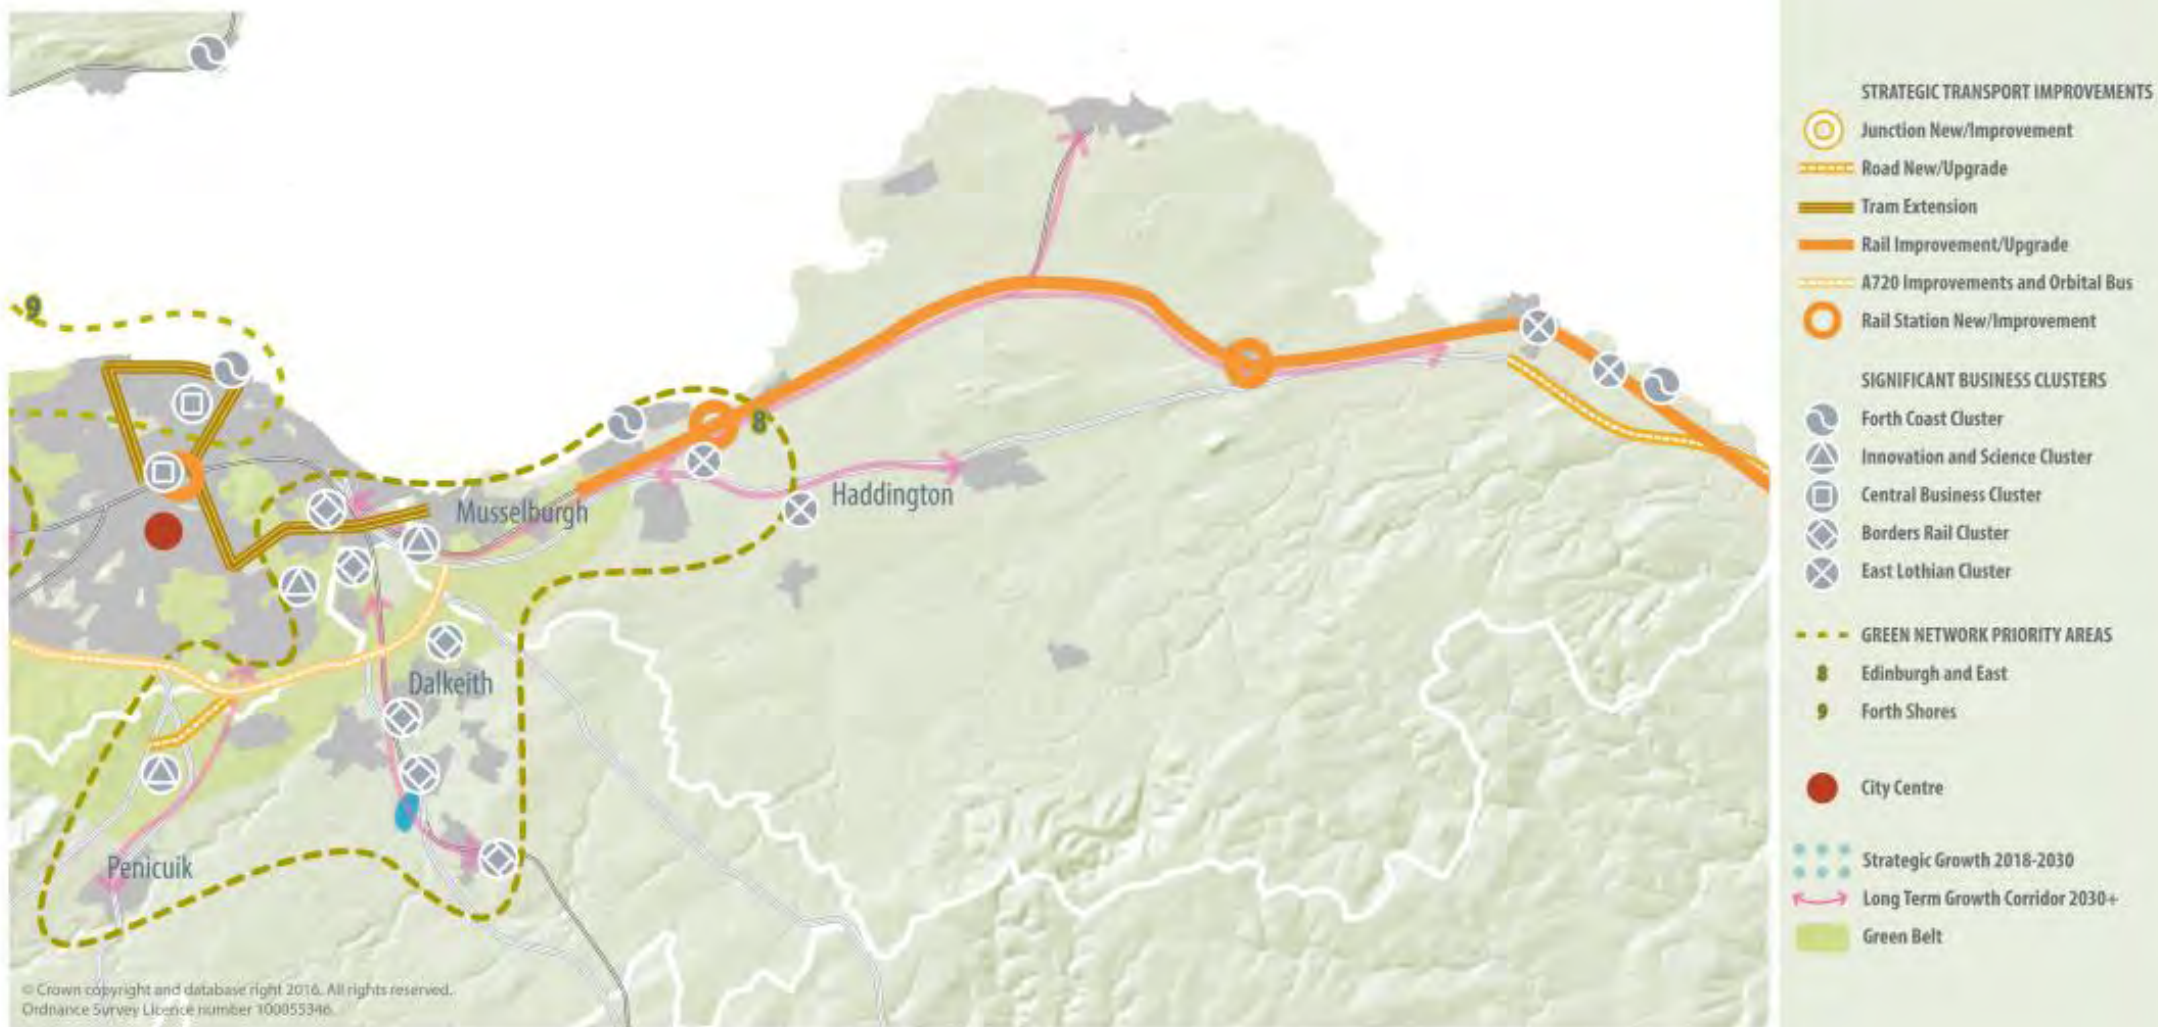 9
8
Musselburgh
Haddington
Dalkeith
Penicuik
© Crown copyright and database right 2016. All rights reserved.
Ordnance Survey Licence number 100055346.
STRATEGIC TRANSPORT IMPROVEMENTS
Junction New/Improvement
Road New/Upgrade
Tram Extension
Rail Improvement/Upgrade
A720 Improvements and Orbital Bus
Rail Station New/Improvement
SIGNIFICANT BUSINESS CLUSTERS
Forth Coast Cluster
Innovation and Science Cluster
Central Business Cluster
Borders Rail Cluster
East Lothian Cluster
GREEN NETWORK PRIORITY AREAS
8 Edinburgh and East
9 Forth Shores
City Centre
Strategic Growth 2018-2030
Long Term Growth Corridor 2030+
Green Belt